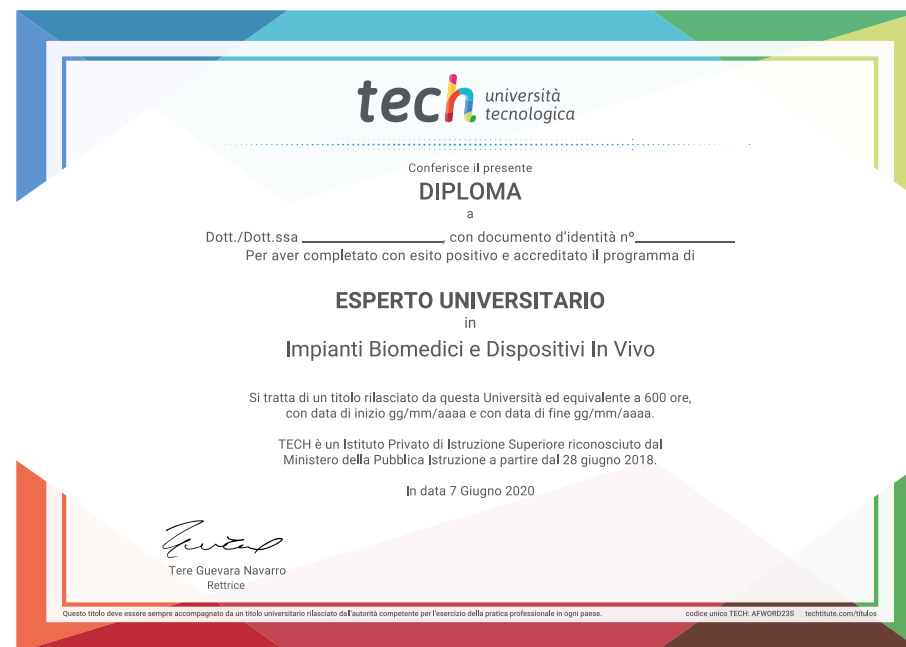 tech università
tecnologica
Conferisce il presente
DIPLOMA
a
Dott./Dott.ssa ____________________, con documento d'identità nº______________
Per aver completato con esito positivo e accreditato il programma di
ESPERTO UNIVERSITARIO
in
Impianti Biomedici e Dispositivi In Vivo
Si tratta di un titolo rilasciato da questa Università ed equivalente a 600 ore,
con data di inizio gg/mm/aaaa e con data di fine gg/mm/aaaa.
TECH è un Istituto Privato di Istruzione Superiore riconosciuto dal
Ministero della Pubblica Istruzione a partire dal 28 giugno 2018.
In data 7 Giugno 2020
Tere Guevara Navarro
Rettrice
Questo titolo deve essere sempre accompagnato da un titolo universitario rilasciato dall'autorità competente per l'esercizio della pratica professionale in ogni paese. codice unico TECH: AFWORD23S techtitute.com/titulos